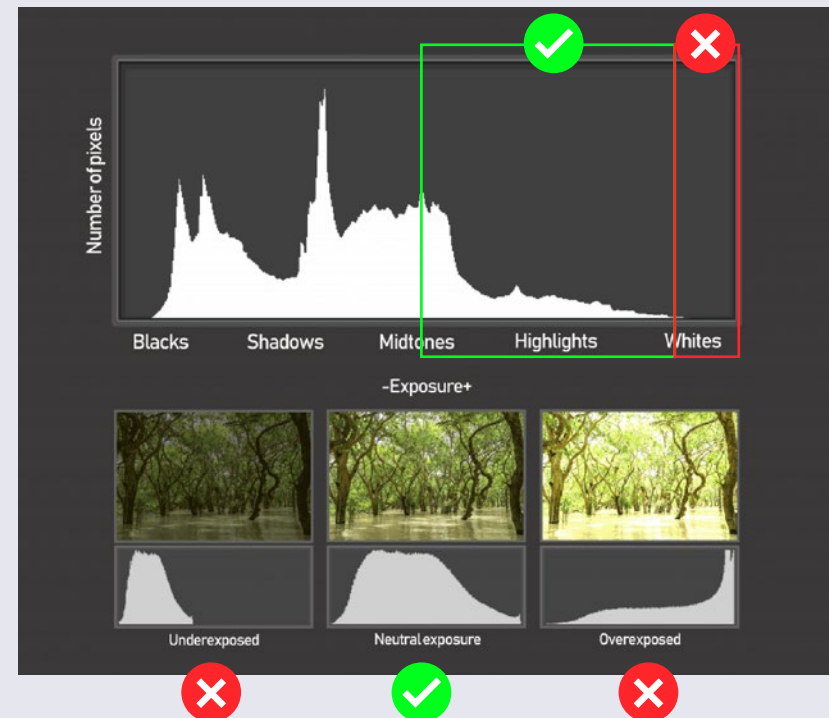 Number of pixels
Blacks Shadows Midtones Highlights Whites
-Exposure+
Underexposed Neutral exposure Overexposed